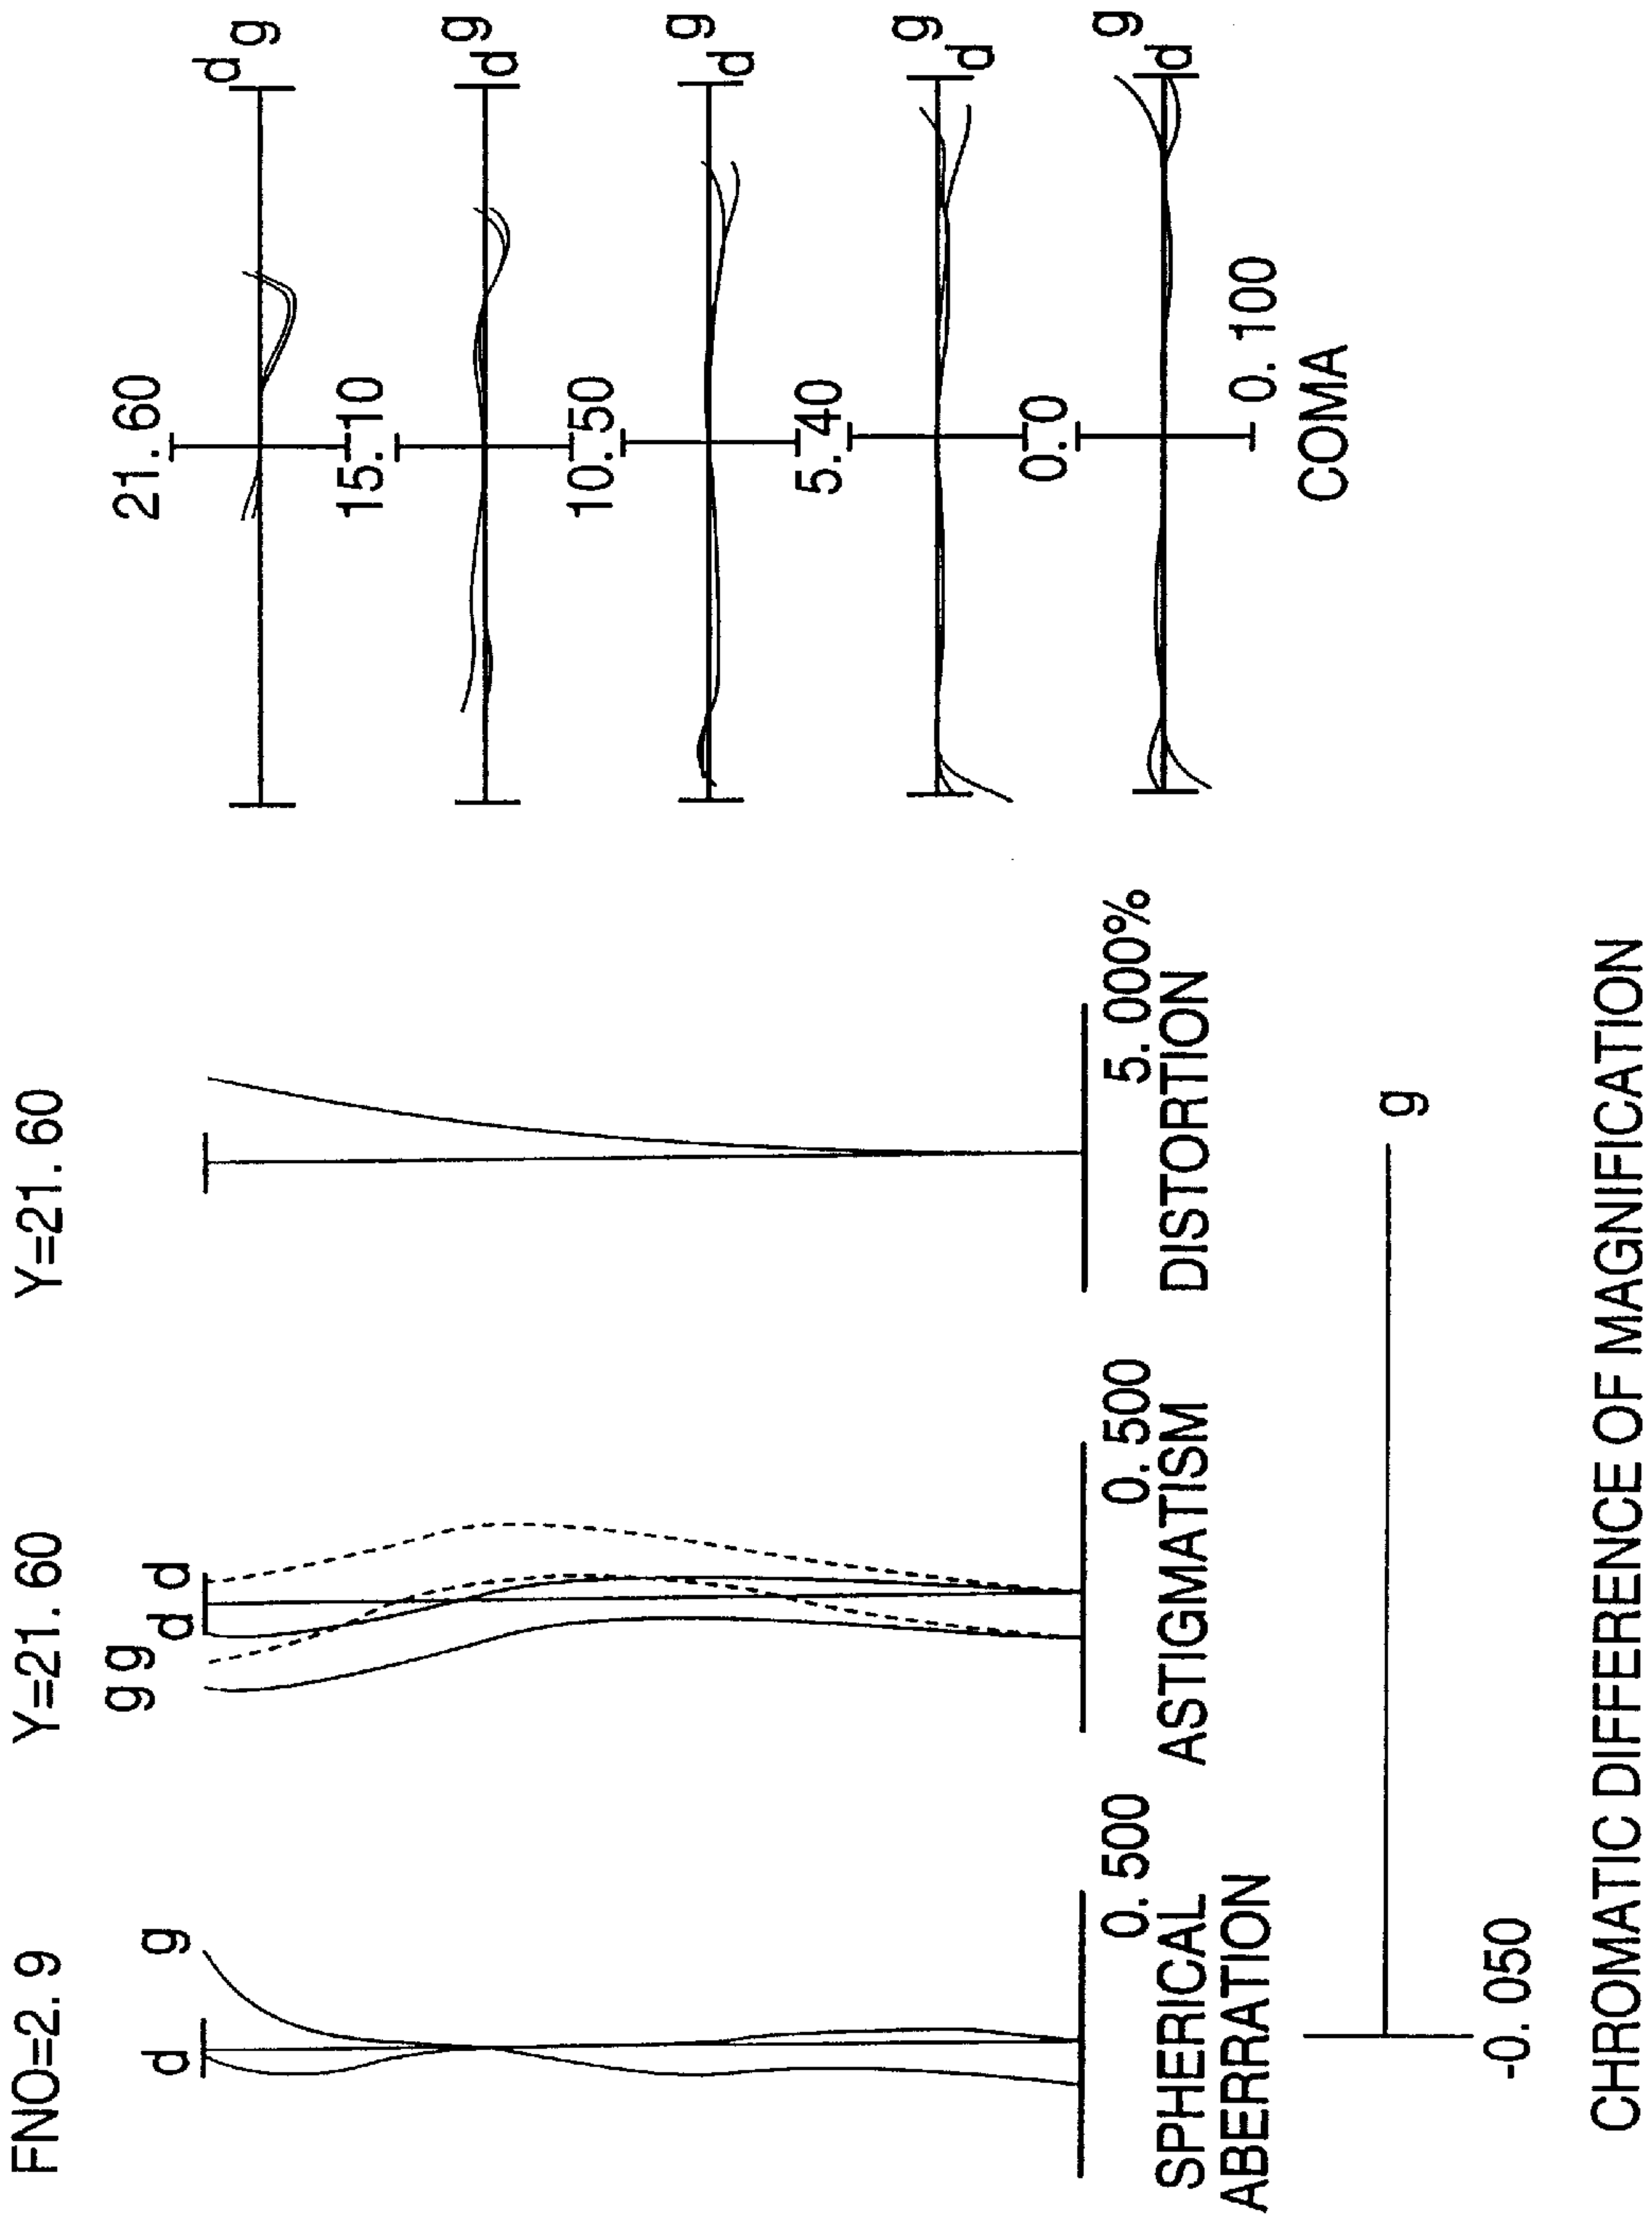 FNO=2. 9
Y=21. 60
Y=21. 60
d
g
g g
d
d
0. 500
SPHERICAL
ABERRATION
0. 500
ASTIGMATISM
5. 000%
DISTORTION
21. 60
d
g
15. 10
g
d
10. 50
g
d
5. 40
g
d
0. 0
g
d
0. 100
COMA
g
-0. 050
CHROMATIC DIFFERENCE OF MAGNIFICATION